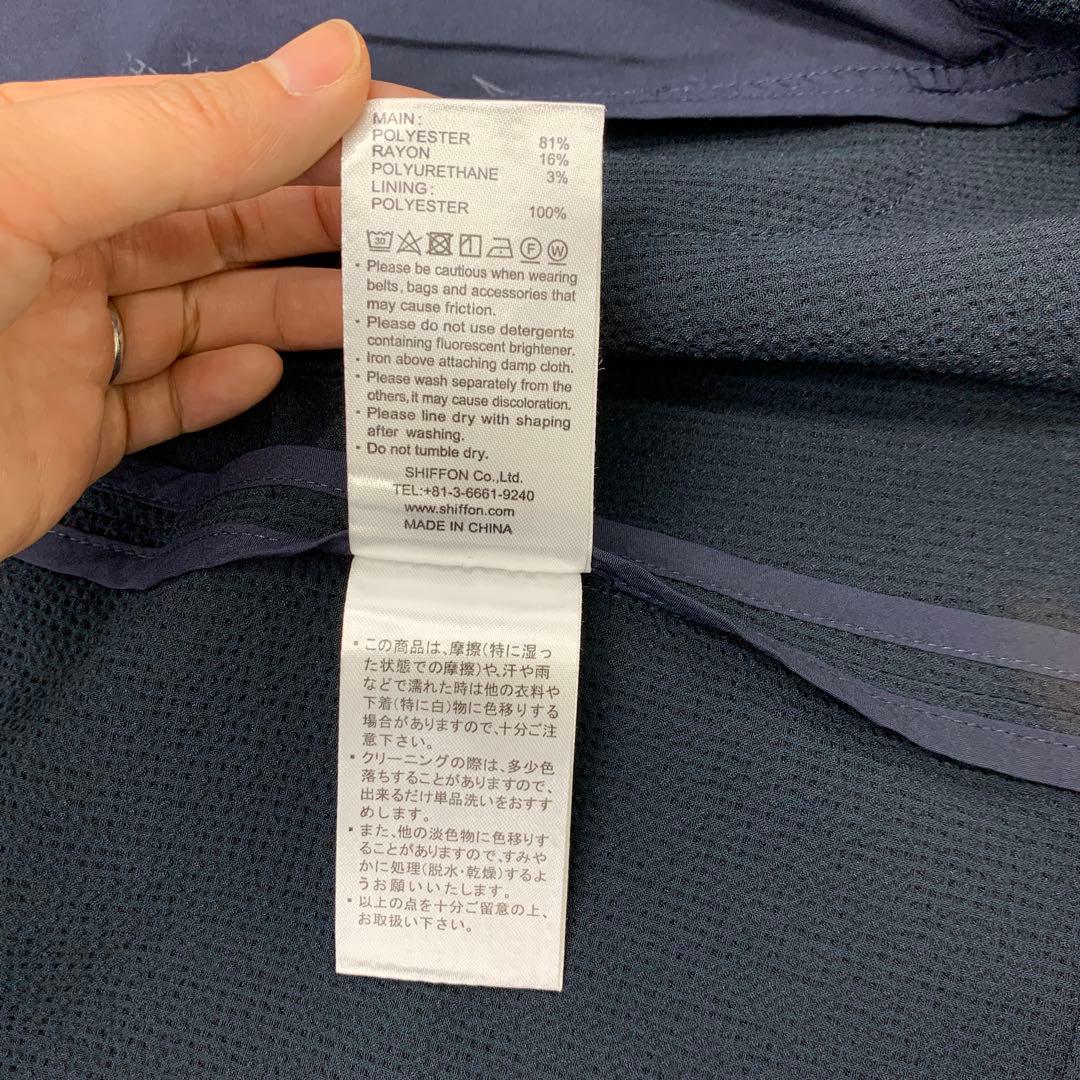 MAIN:
POLYESTER 81%
RAYON 16%
POLYURETHANE 3%
LINING:
POLYESTER 100%
30 F W
• Please be cautious when wearing
belts, bags and accessories that
may cause friction.
• Please do not use detergents
containing fluorescent brightener.
• Iron above attaching damp cloth.
• Please wash separately from the
others, it may cause discoloration.
• Please line dry with shaping
after washing.
• Do not tumble dry.
SHIFFON Co.,Ltd.
TEL:+81-3-6661-9240
www.shiffon.com
MADE IN CHINA
▪ この商品は、摩擦(特に湿っ
た状態での摩擦)や、汗や雨
などで濡れた時は他の衣料や
下着(特に白)物に色移りする
場合がありますので、十分ご注
意下さい。
▪ クリーニングの際は、多少色
落ちすることがありますので、
出来るだけ単品洗いをおすす
めします。
▪ また、他の淡色物に色移りす
ることがありますので、すみや
かに処理(脱水・乾燥)するよ
うお願いいたします。
▪ 以上の点を十分ご留意の上、
お取扱い下さい。